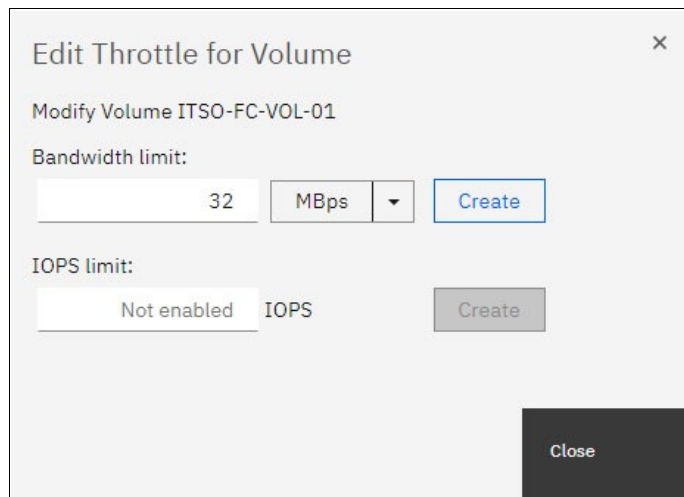 Edit Throttle for Volume
Modify Volume ITSO-FC-VOL-01
Bandwidth limit:
32 MBps Create
IOPS limit:
Not enabled IOPS Create
Close